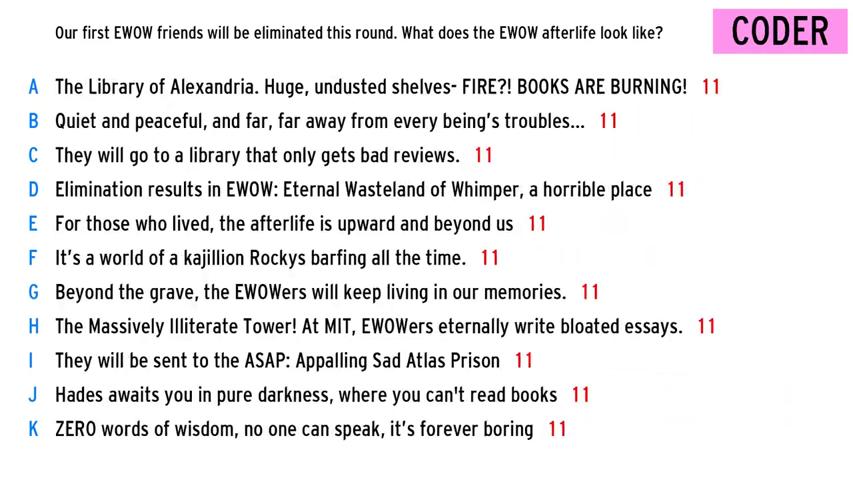 Our first EWOW friends will be eliminated this round. What does the EWOW afterlife look like?
CODER
A The Library of Alexandria. Huge, undusted shelves- FIRE?! BOOKS ARE BURNING! 11
B Quiet and peaceful, and far, far away from every being's troubles... 11
C They will go to a library that only gets bad reviews. 11
D Elimination results in EWOW: Eternal Wasteland of Whimper, a horrible place 11
E For those who lived, the afterlife is upward and beyond us 11
F It's a world of a kajillion Rockys barfing all the time. 11
G Beyond the grave, the EWOWers will keep living in our memories. 11
H The Massively Illiterate Tower! At MIT, EWOWers eternally write bloated essays. 11
I They will be sent to the ASAP: Appalling Sad Atlas Prison 11
J Hades awaits you in pure darkness, where you can't read books 11
K ZERO words of wisdom, no one can speak, it's forever boring 11